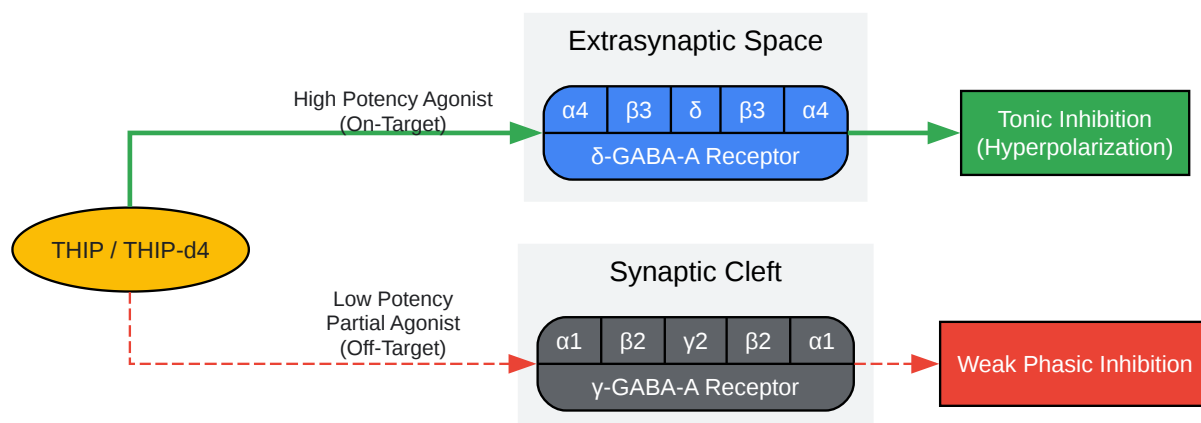 Extrasynaptic Space
High Potency Agonist
(On-Target)
α4 β3 δ β3 α4
δ-GABA-A Receptor
Tonic Inhibition
(Hyperpolarization)
THIP / THIP-d4
Synaptic Cleft
Low Potency
Partial Agonist
(Off-Target)
α1 β2 γ2 β2 α1
γ-GABA-A Receptor
Weak Phasic Inhibition